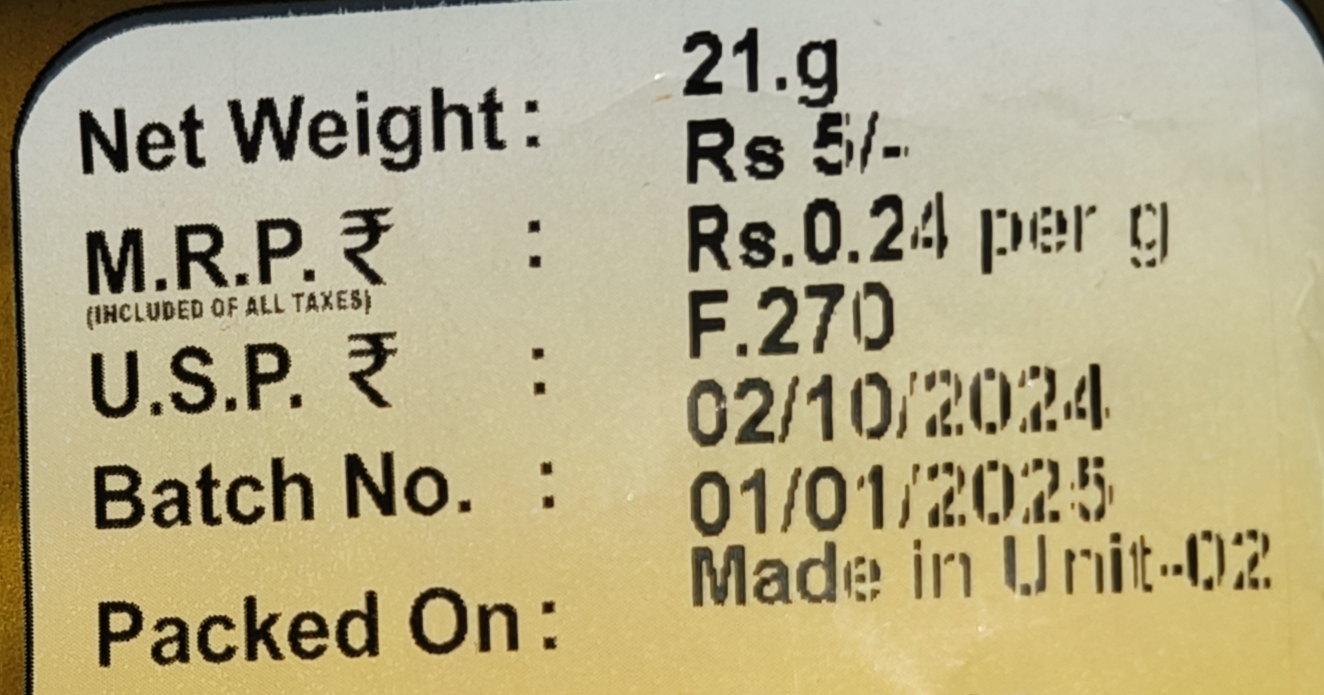 Net Weight : 21.g
Rs 5/-
M.R.P. ₹ : Rs.0.24 per g
(INCLUDED OF ALL TAXES)
F.270
U.S.P. ₹ :
02/10/2024
Batch No. : 01/01/2025
Made in Unit-02
Packed On :